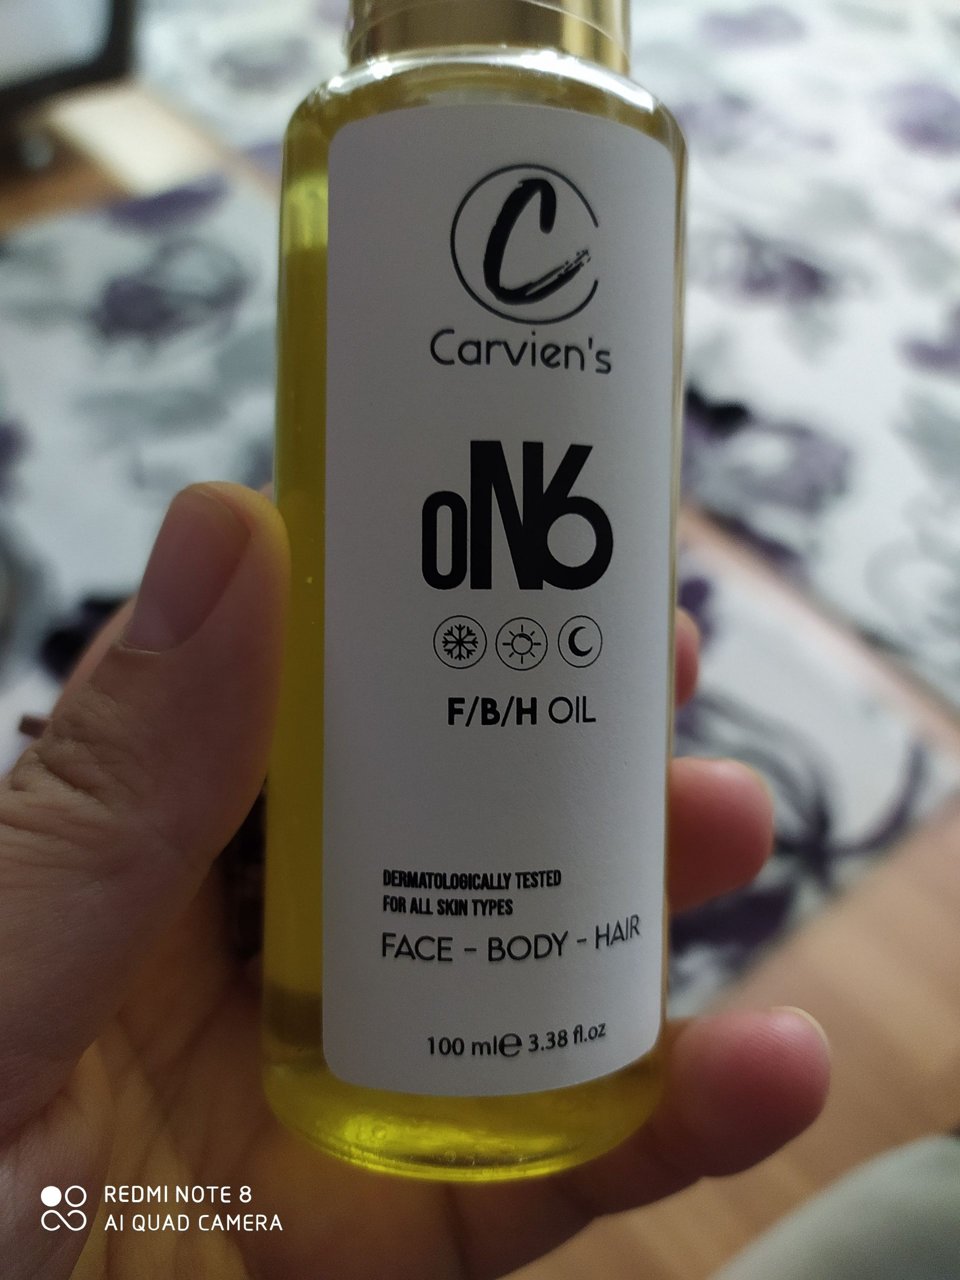 C
Carvien's
oN6
F/B/H OIL
DERMATOLOGICALLY TESTED
FOR ALL SKIN TYPES
FACE - BODY - HAIR
100 ml℮ 3.38 fl.oz
REDMI NOTE 8
AI QUAD CAMERA